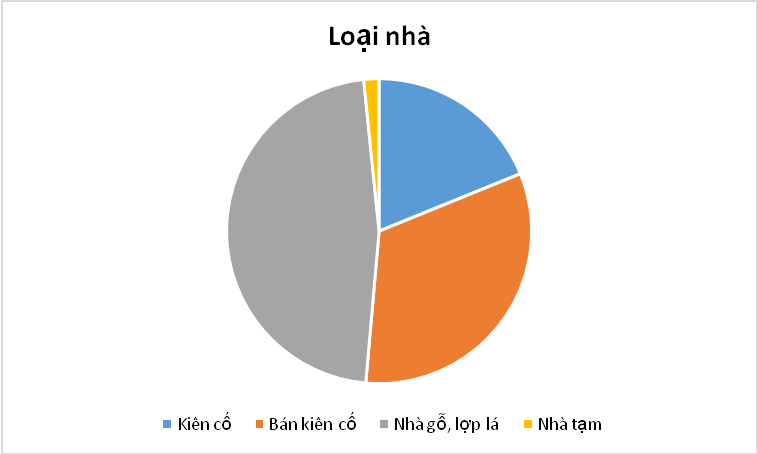 Loại nhà
Kiên cố Bán kiên cố Nhà gỗ, lợp lá Nhà tạm